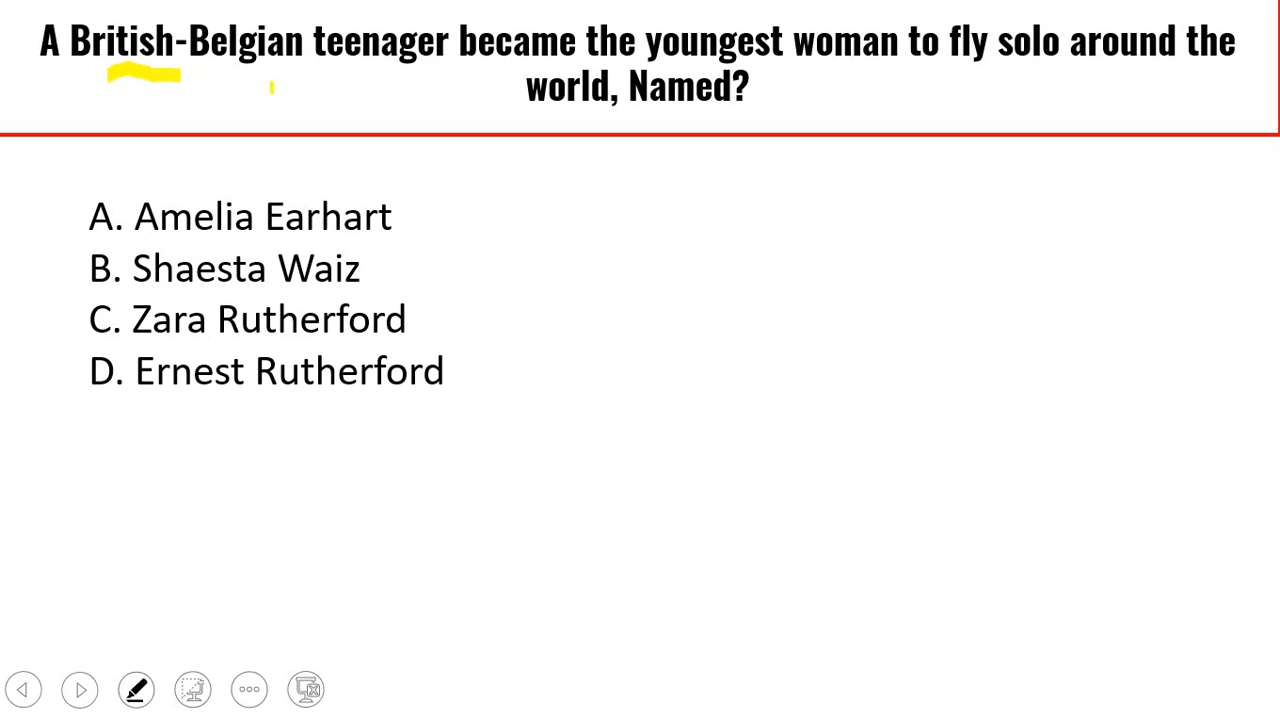 A British-Belgian teenager became the youngest woman to fly solo around the
world, Named?
A. Amelia Earhart
B. Shaesta Waiz
C. Zara Rutherford
D. Ernest Rutherford